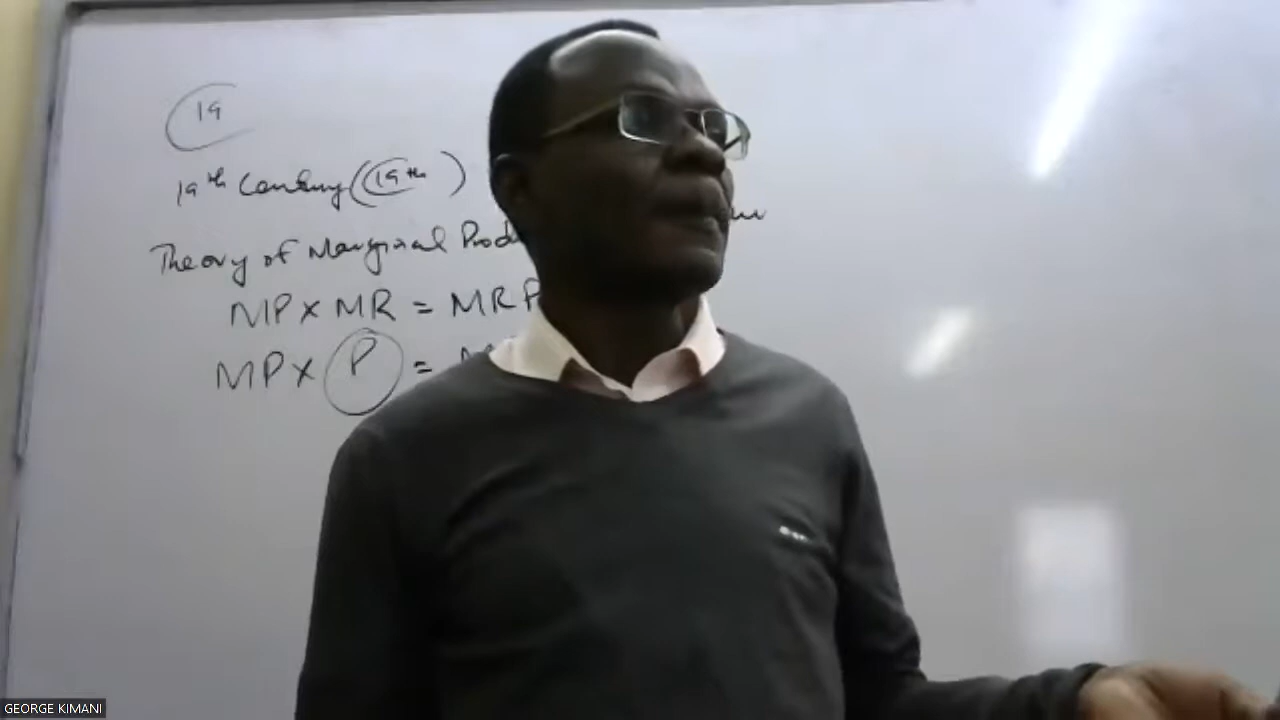 19
19th Century (19th)
Theory of Marginal Prod
MP x MR = MRP
MP x P = M
GEORGE KIMANI